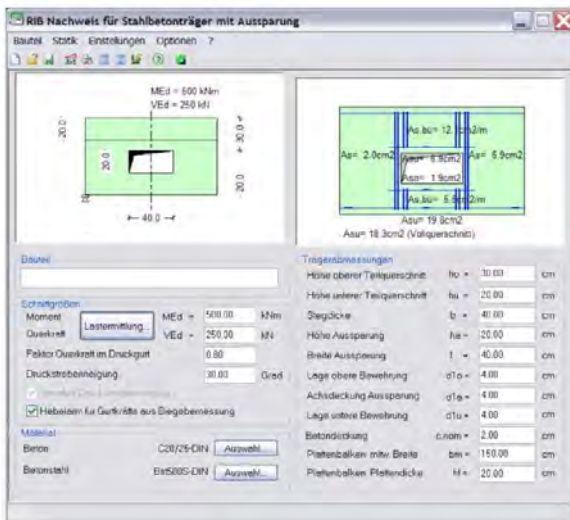 RIB Nachweis für Stahlbetonträger mit Aussparung
Bauteil Statik Einstellungen Optionen ?
MEd = 500 kNm
VEd = 250 kN
20.0
30.0
20.0
20.0
40.0
As.bü= 12.
cm2/m
As= 2.0cm2
As= 6.9cm2
As= 5.9cm2
As= 1.9cm2
As.bü= 5.
cm2/m
Asu= 19.8cm2
Asu= 18.3cm2 (Vollquerschnitt)
Bauteil
Schnittgrößen
Moment MEd = 500.00 kNm
Lastermittlung...
Querkraft VEd = 250.00 kN
Faktor Querkraft im Druckgurt 0.80
Druckstrebenneigung 30.00 Grad
Hebelarm für Gurtkräfte aus Biegebemessung
Material
Beton C20/25-DIN Auswahl...
Betonstahl BSt500S-DIN Auswahl...
Trägerabmessungen
Höhe oberer Teilquerschnitt ho = 30.00 cm
Höhe unterer Teilquerschnitt hu = 20.00 cm
Stegdicke b = 40.00 cm
Höhe Aussparung ha = 20.00 cm
Breite Aussparung l = 40.00 cm
Lage obere Bewehrung d1o = 4.00 cm
Achsdeckung Aussparung d1a = 4.00 cm
Lage untere Bewehrung d1u = 4.00 cm
Betondeckung c.nom = 2.00 cm
Plattenbalken mitw. Breite bm = 150.00 cm
Plattenbalken Plattendicke hf = 20.00 cm